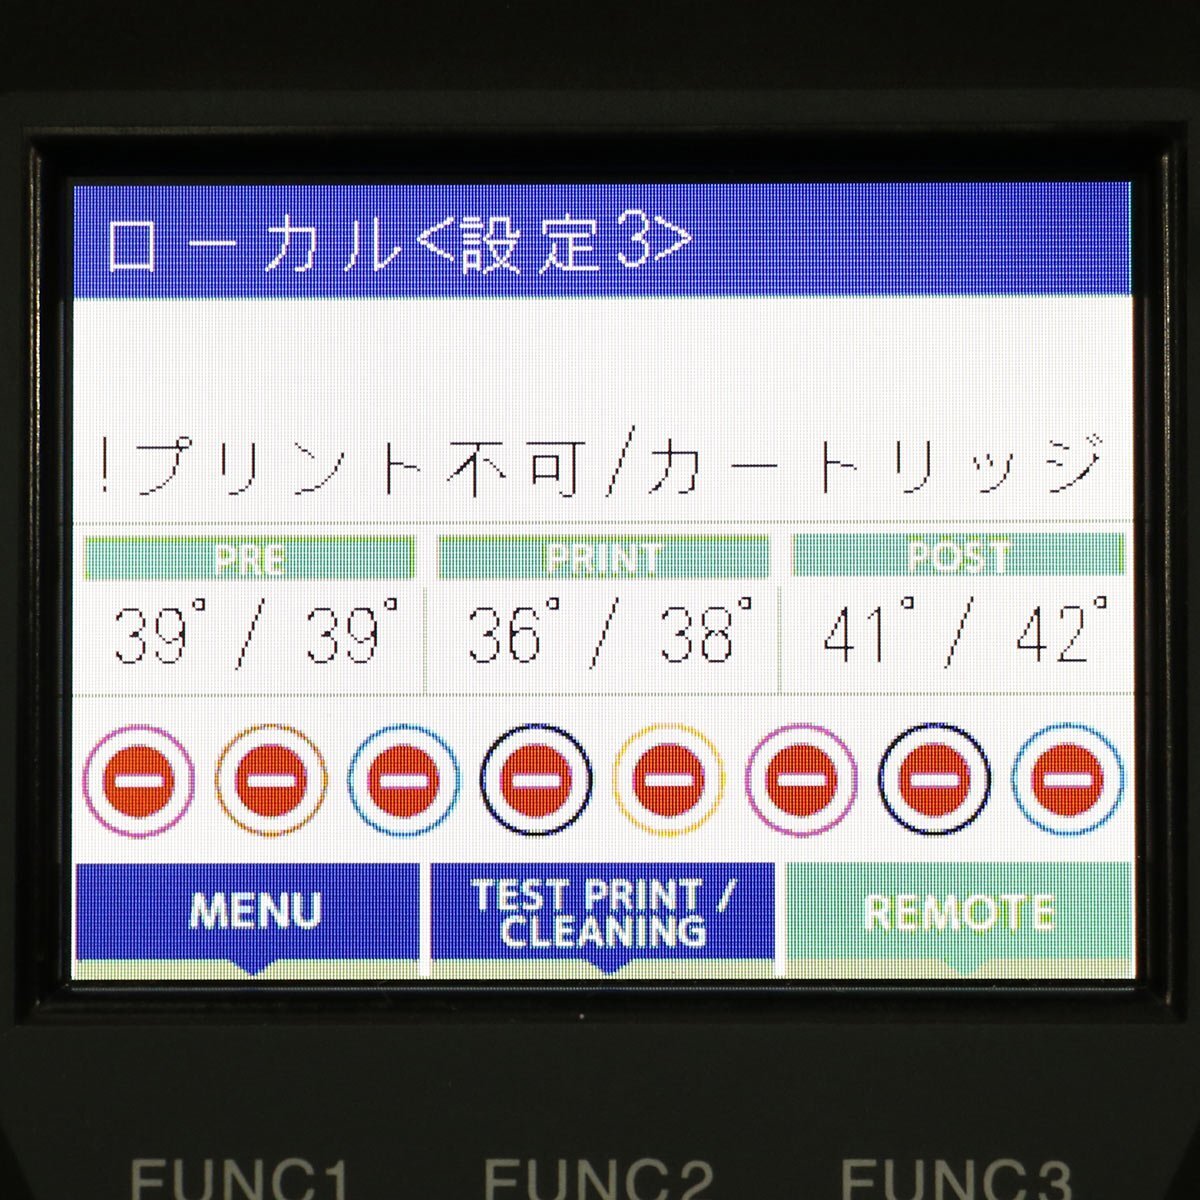 ローカル<設定3>
!プリント不可/カートリッジ
PRE PRINT POST
39°/ 39° 36°/ 38° 41°/ 42°
MENU TEST PRINT / CLEANING REMOTE
FUNC1 FUNC2 FUNC3